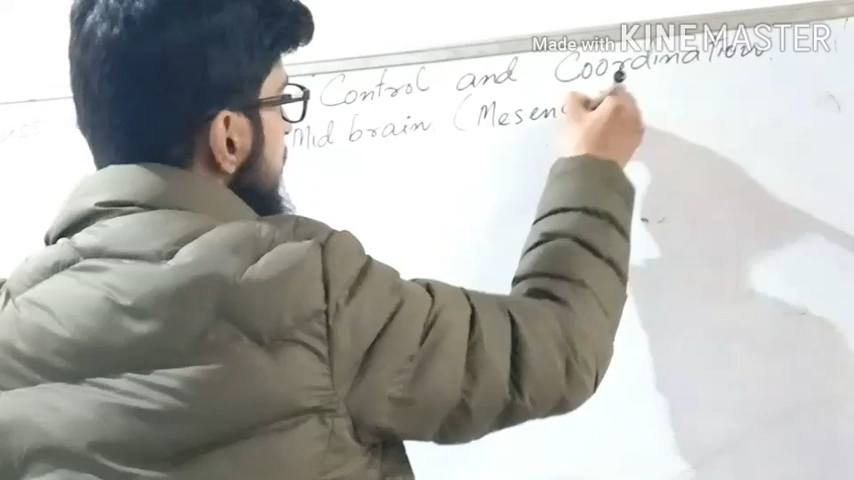 Made with KINEMASTER
Control and Coordination.
Mid brain, (Mesen